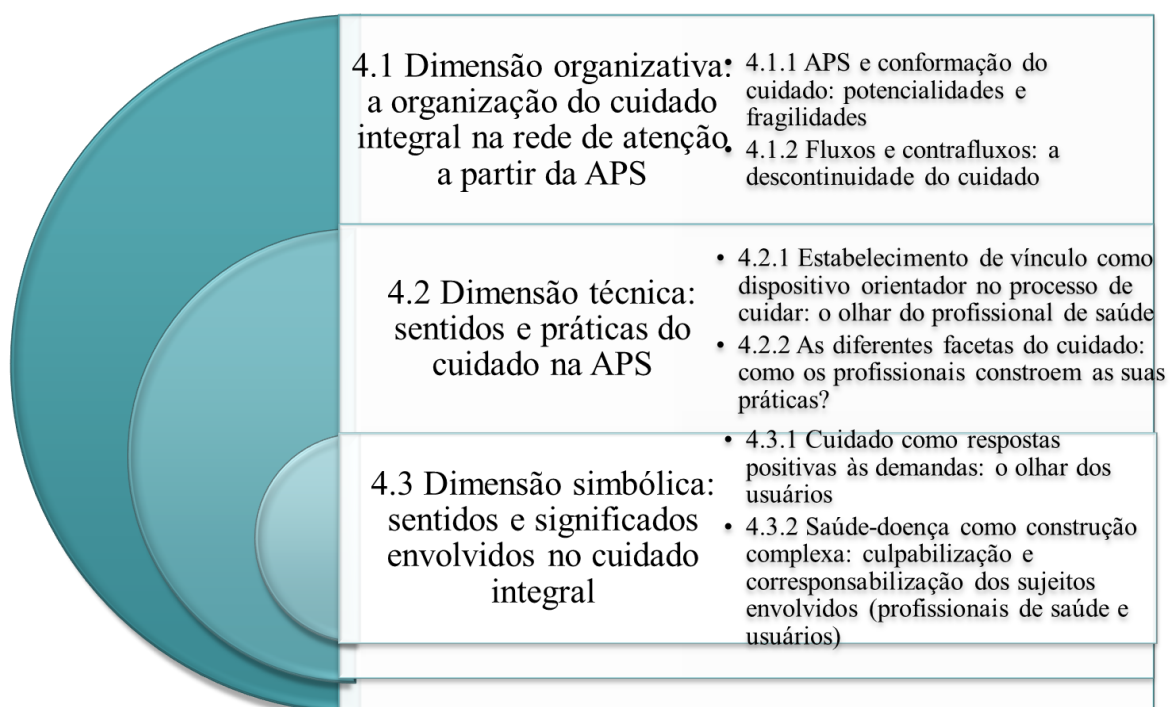 4.1 Dimensão organizativa:
a organização do cuidado
integral na rede de atenção
a partir da APS
• 4.1.1 APS e conformação do
cuidado: potencialidades e
fragilidades
• 4.1.2 Fluxos e contrafluxos: a
descontinuidade do cuidado
4.2 Dimensão técnica:
sentidos e práticas do
cuidado na APS
• 4.2.1 Estabelecimento de vínculo como
dispositivo orientador no processo de
cuidar: o olhar do profissional de saúde
• 4.2.2 As diferentes facetas do cuidado:
como os profissionais constroem as suas
práticas?
4.3 Dimensão simbólica:
sentidos e significados
envolvidos no cuidado
integral
• 4.3.1 Cuidado como respostas
positivas às demandas: o olhar dos
usuários
• 4.3.2 Saúde-doença como construção
complexa: culpabilização e
corresponsabilização dos sujeitos
envolvidos (profissionais de saúde e
usuários)